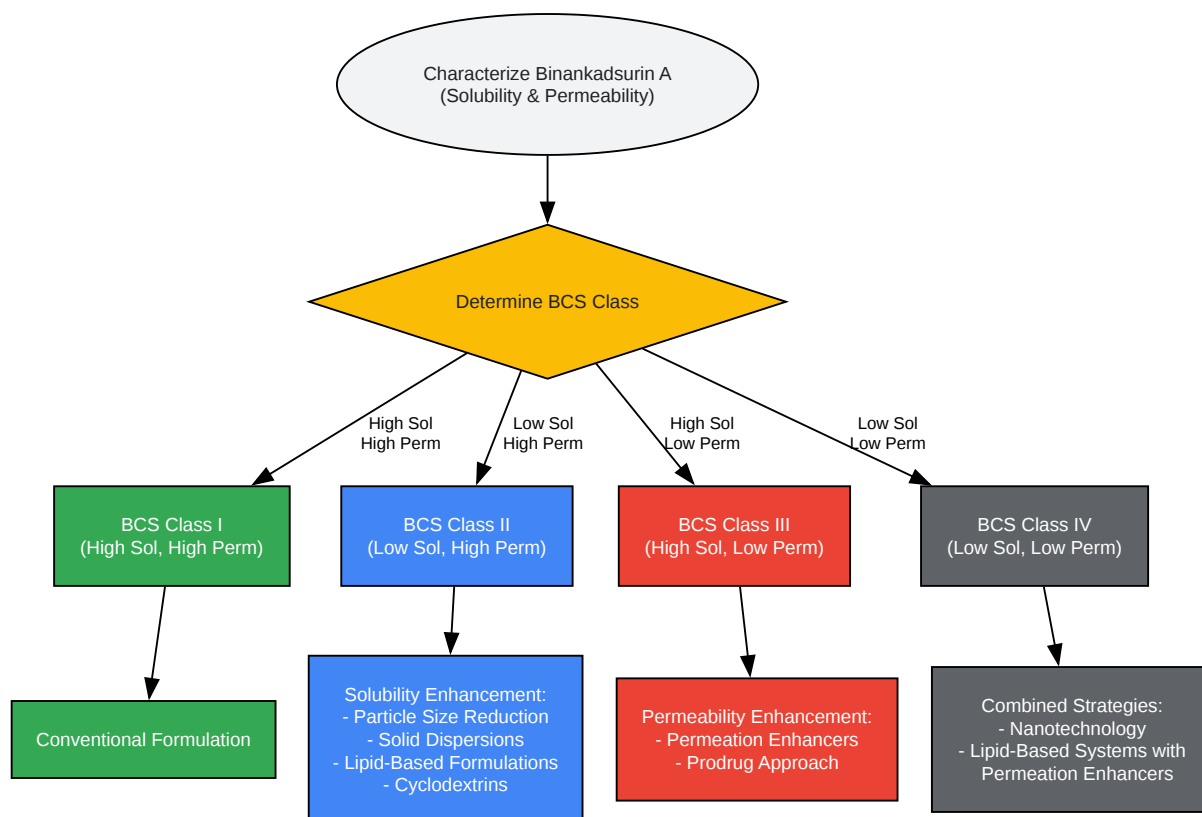 Characterize Binankadsurin A
(Solubility & Permeability)
Determine BCS Class
High Sol
High Perm
Low Sol
High Perm
High Sol
Low Perm
Low Sol
Low Perm
BCS Class I
(High Sol, High Perm)
BCS Class II
(Low Sol, High Perm)
BCS Class III
(High Sol, Low Perm)
BCS Class IV
(Low Sol, Low Perm)
Conventional Formulation
Solubility Enhancement:
- Particle Size Reduction
- Solid Dispersions
- Lipid-Based Formulations
- Cyclodextrins
Permeability Enhancement:
- Permeation Enhancers
- Prodrug Approach
Combined Strategies:
- Nanotechnology
- Lipid-Based Systems with
Permeation Enhancers